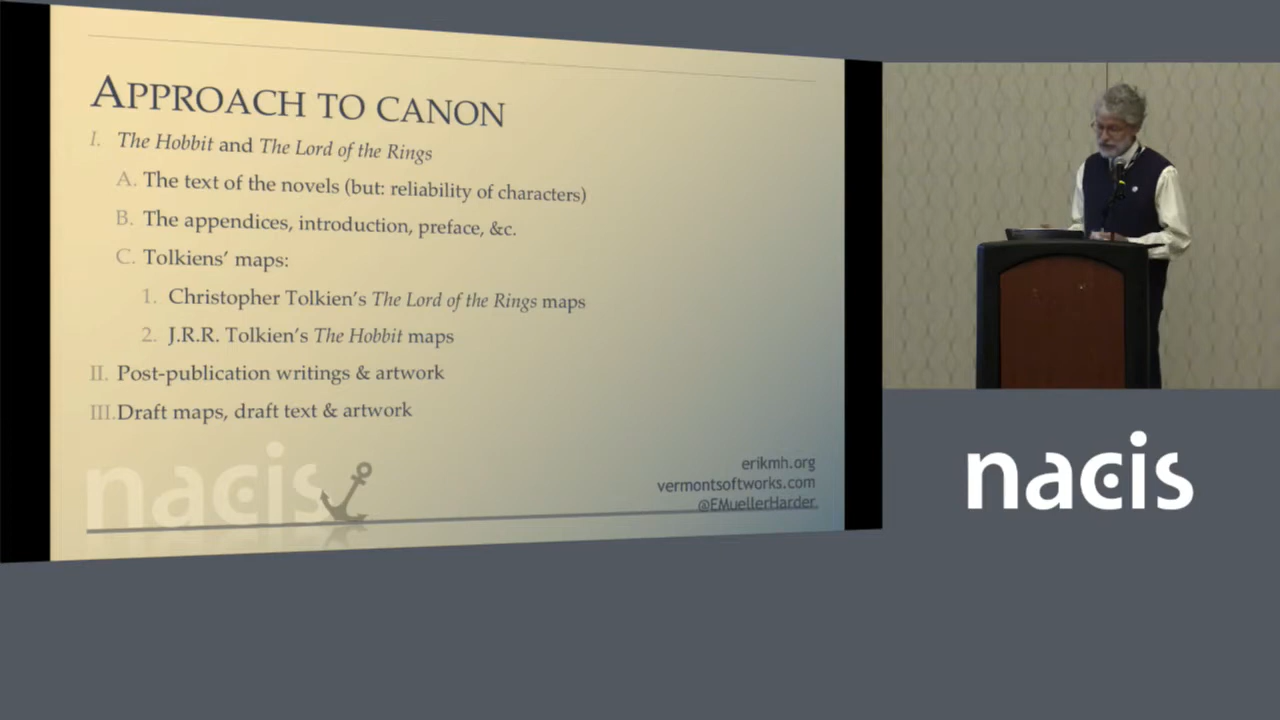 APPROACH TO CANON
I. The Hobbit and The Lord of the Rings
A. The text of the novels (but: reliability of characters)
B. The appendices, introduction, preface, &c.
C. Tolkiens' maps:
1. Christopher Tolkien's The Lord of the Rings maps
2. J.R.R. Tolkien's The Hobbit maps
II. Post-publication writings & artwork
III. Draft maps, draft text & artwork
nacis
erikmh.org
vermontsoftworks.com
@EMuellerHarder
nacis